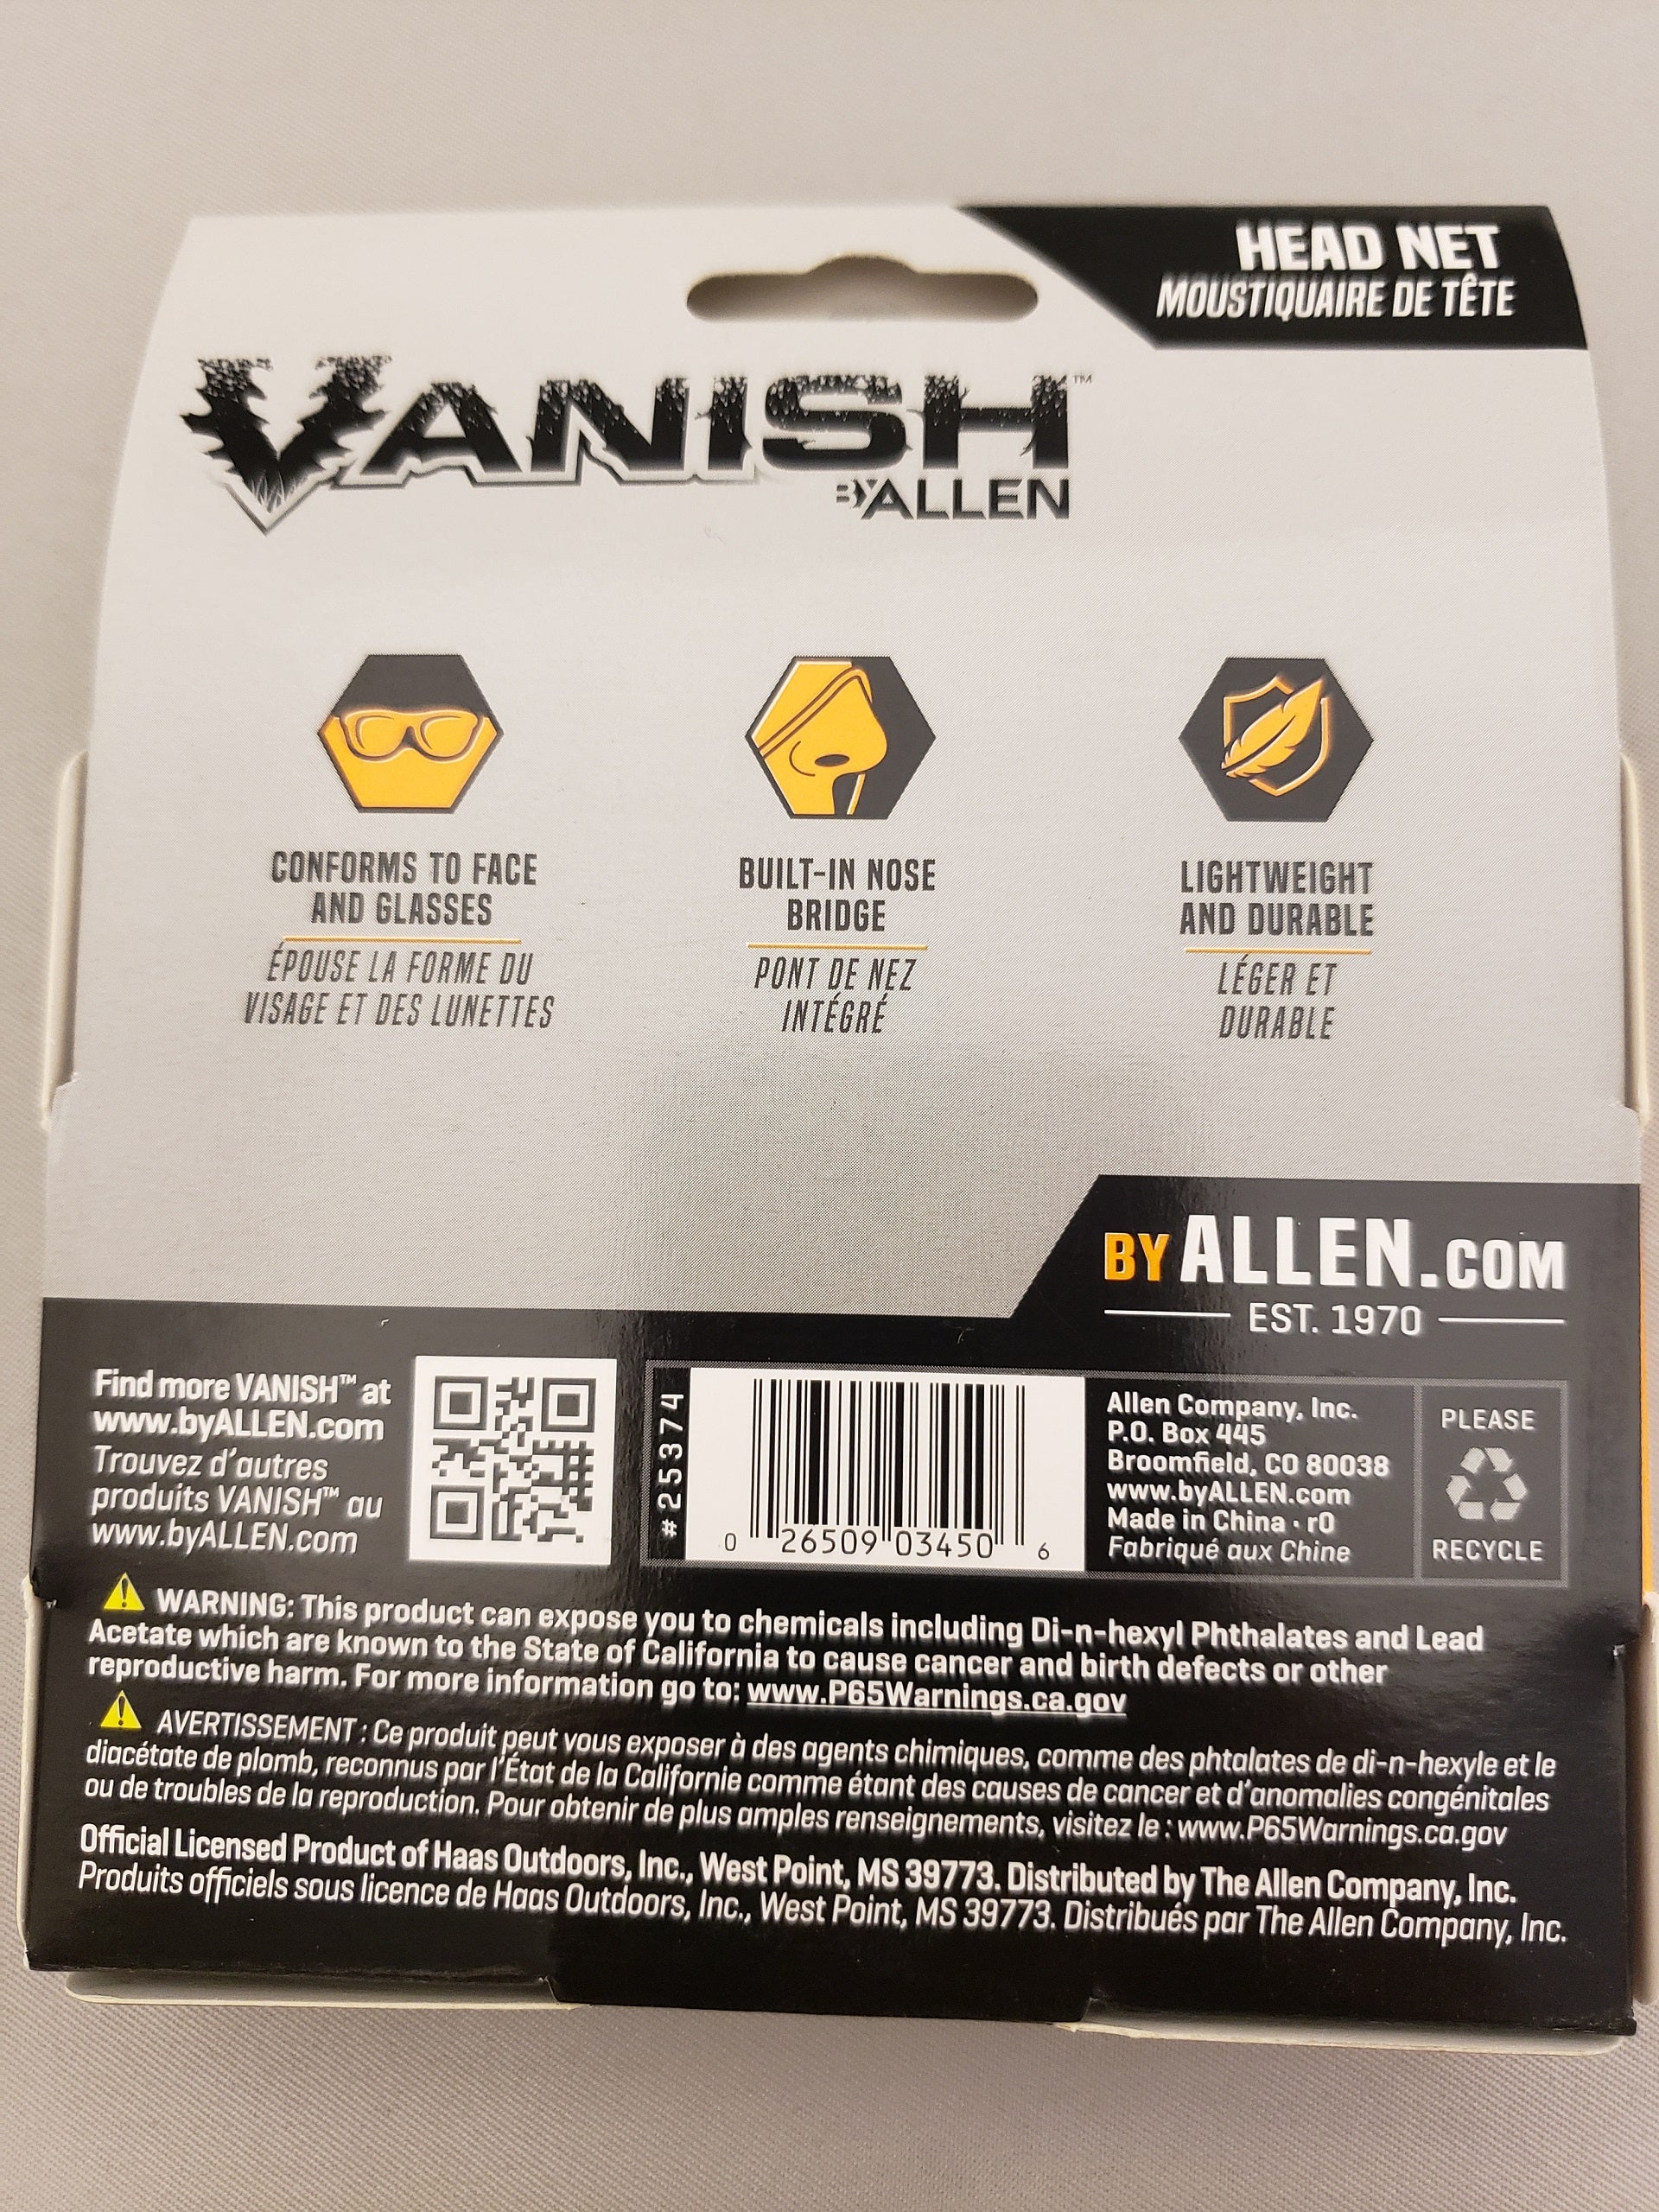 HEAD NET
MOUSTIQUAIRE DE TÊTE
VANISH™
BY ALLEN
CONFORMS TO FACE
AND GLASSES
ÉPOUSE LA FORME DU
VISAGE ET DES LUNETTES
BUILT-IN NOSE
BRIDGE
PONT DE NEZ
INTÉGRÉ
LIGHTWEIGHT
AND DURABLE
LÉGER ET
DURABLE
BY ALLEN.COM
EST. 1970
Find more VANISH™ at
www.byALLEN.com
Trouvez d'autres
produits VANISH™ au
www.byALLEN.com
#25374
0 26509 03450 6
Allen Company, Inc.
P.O. Box 445
Broomfield, CO 80038
www.byALLEN.com
Made in China · r0
Fabriqué aux Chine
PLEASE
RECYCLE
WARNING: This product can expose you to chemicals including Di-n-hexyl Phthalates and Lead
Acetate which are known to the State of California to cause cancer and birth defects or other
reproductive harm. For more information go to: www.P65Warnings.ca.gov
AVERTISSEMENT : Ce produit peut vous exposer à des agents chimiques, comme des phtalates de di-n-hexyle et le
diacétate de plomb, reconnus par l'État de la Californie comme étant des causes de cancer et d'anomalies congénitales
ou de troubles de la reproduction. Pour obtenir de plus amples renseignements, visitez le : www.P65Warnings.ca.gov
Official Licensed Product of Haas Outdoors, Inc., West Point, MS 39773. Distributed by The Allen Company, Inc.
Produits officiels sous licence de Haas Outdoors, Inc., West Point, MS 39773. Distribués par The Allen Company, Inc.